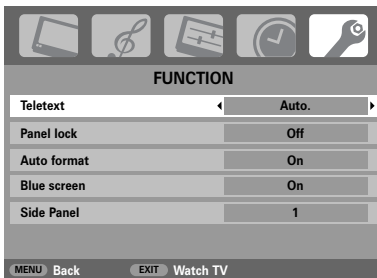 FUNCTION
Teletext Auto.
Panel lock Off
Auto format On
Blue screen On
Side Panel 1
MENU Back EXIT Watch TV